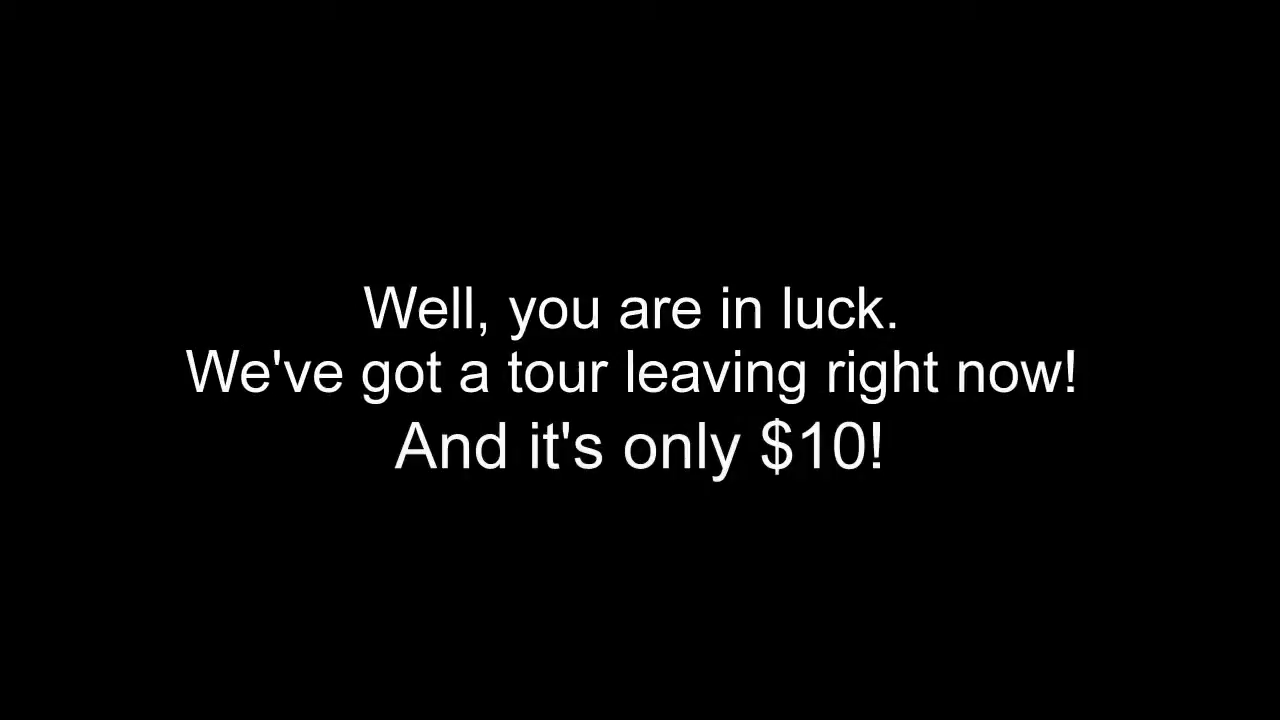 Well, you are in luck.
We've got a tour leaving right now!
And it's only $10!